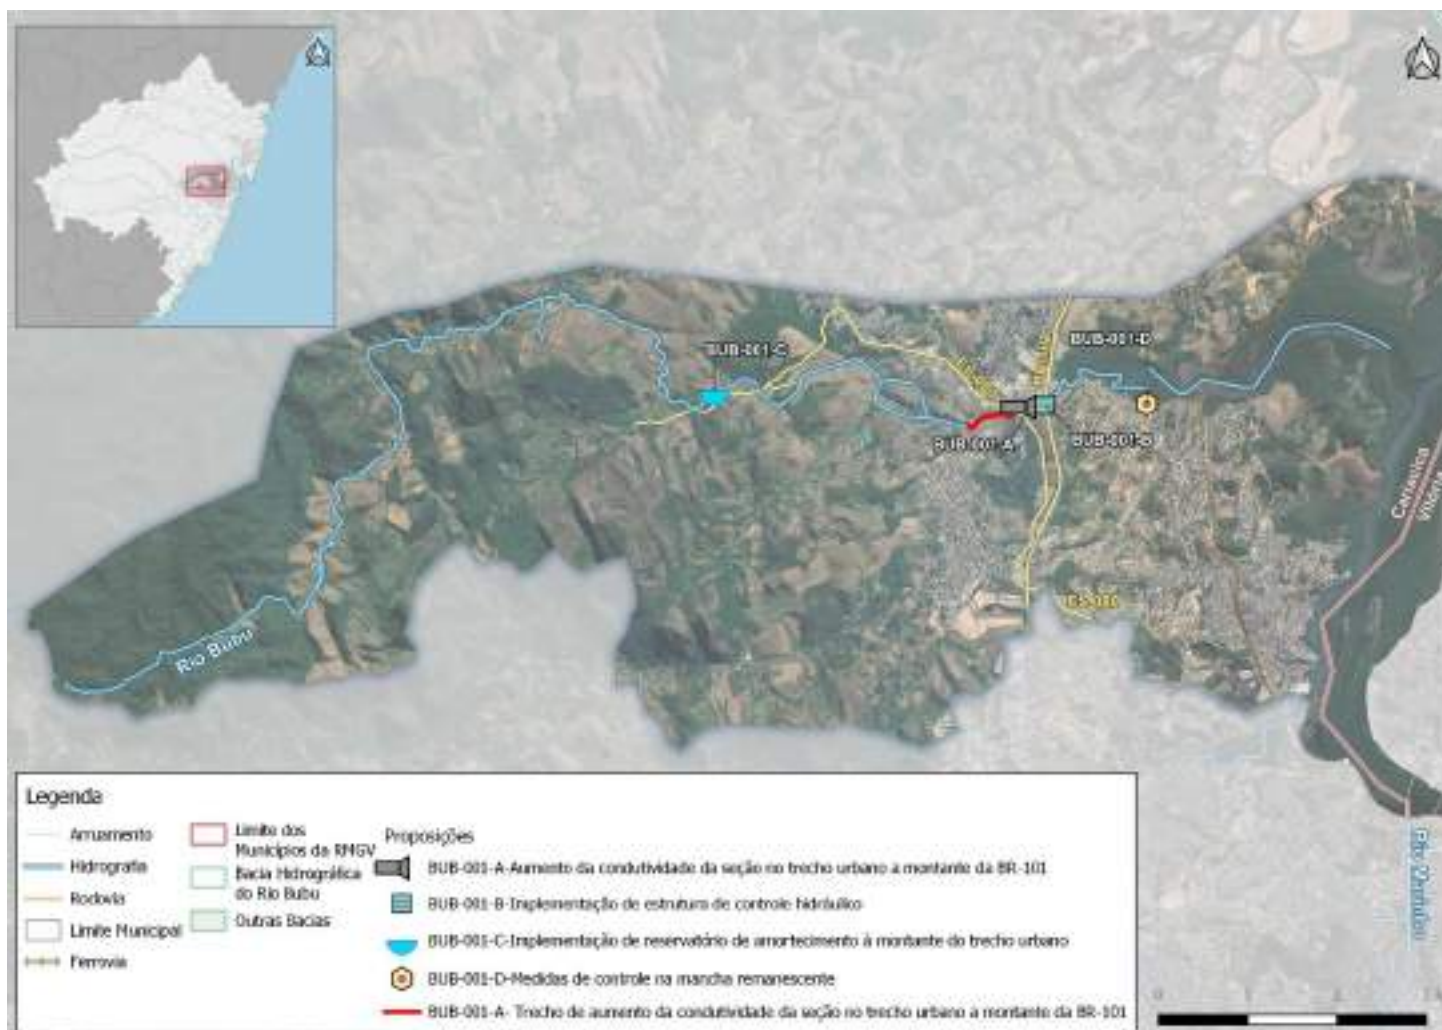 BUB-001-C
BUB-001-D
BUB-001-A
BUB-001-B
Rio Bubu
Cariacica
Vitória
ES-080
Legenda
Arruamento
Hidrografia
Rodovia
Limite Municipal
Ferrovia
Limite dos
Municípios da RMGV
Bacia Hidrográfica
do Rio Bubu
Outras Bacias
Proposições
BUB-001-A-Aumento da condutividade da seção no trecho urbano a montante da BR-101
BUB-001-B-Implementação de estrutura de controle hidráulico
BUB-001-C-Implementação de reservatório de amortecimento à montante do trecho urbano
BUB-001-D-Medidas de controle na mancha remanescente
BUB-001-A- Trecho de aumento da condutividade da seção no trecho urbano a montante da BR-101